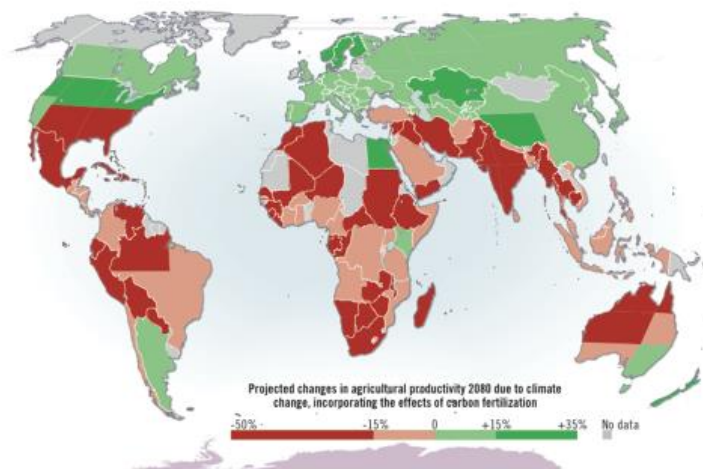 Projected changes in agricultural productivity 2080 due to climate
change, incorporating the effects of carbon fertilization
-50% -15% 0 +15% +35% No data